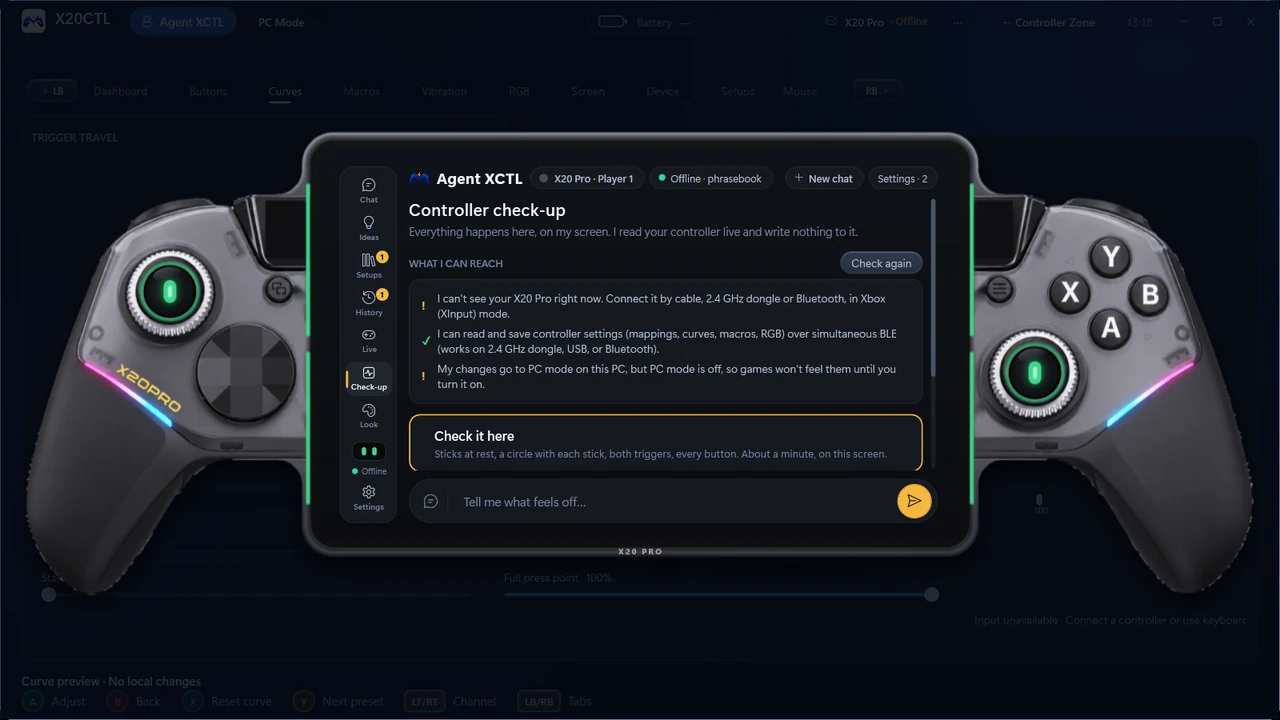 X20CTL
Agent XCTL
PC Mode
Battery —
X20 Pro · Offline
···
Controller Zone
13:18
LB
Dashboard
Buttons
Curves
Macros
Vibration
RGB
Screen
Device
Setups
Mouse
RB
TRIGGER TRAVEL
Chat
Ideas
1
Setups
1
History
Live
Check-up
Look
Offline
Settings
Agent XCTL
X20 Pro · Player 1
Offline · phrasebook
+ New chat
Settings · 2
Controller check-up
Everything happens here, on my screen. I read your controller live and write nothing to it.
WHAT I CAN REACH
Check again
! I can't see your X20 Pro right now. Connect it by cable, 2.4 GHz dongle or Bluetooth, in Xbox
(XInput) mode.
I can read and save controller settings (mappings, curves, macros, RGB) over simultaneous BLE
(works on 2.4 GHz dongle, USB, or Bluetooth).
! My changes go to PC mode on this PC, but PC mode is off, so games won't feel them until you
turn it on.
Check it here
Sticks at rest, a circle with each stick, both triggers, every button. About a minute, on this screen.
Tell me what feels off...
X20 PRO
X20PRO
Y
X
B
A
100
Full press point 100%
Input unavailable · Connect a controller or use keyboard
Curve preview · No local changes
A Adjust
B Back
X Reset curve
Y Next preset
LT/RT Channel
LB/RB Tabs